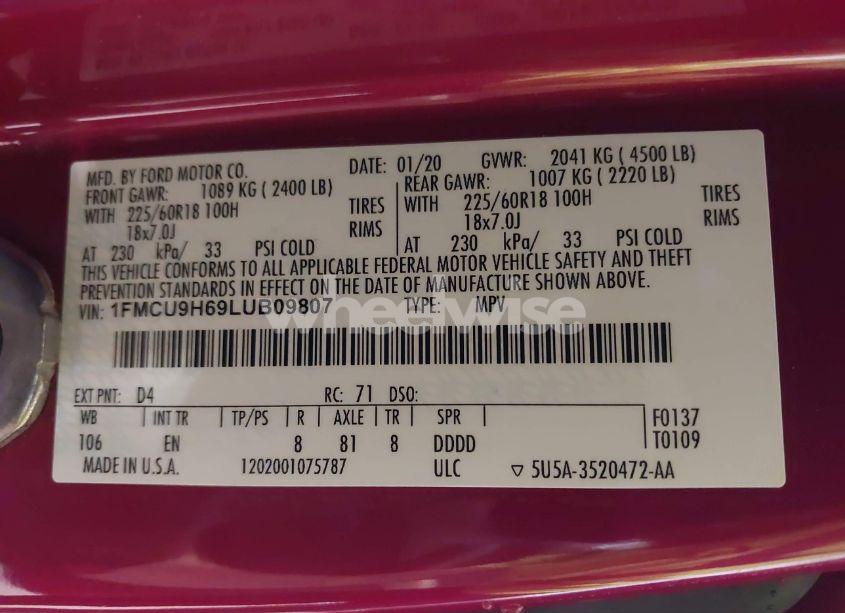 MFD. BY FORD MOTOR CO. DATE: 01/20 GVWR: 2041 KG ( 4500 LB)
FRONT GAWR: 1089 KG ( 2400 LB) REAR GAWR: 1007 KG ( 2220 LB)
WITH 225/60R18 100H TIRES WITH 225/60R18 100H TIRES
18x7.0J RIMS 18x7.0J RIMS
AT 230 kPa/ 33 PSI COLD AT 230 kPa/ 33 PSI COLD
THIS VEHICLE CONFORMS TO ALL APPLICABLE FEDERAL MOTOR VEHICLE SAFETY AND THEFT
PREVENTION STANDARDS IN EFFECT ON THE DATE OF MANUFACTURE SHOWN ABOVE.
VIN: 1FMCU9H69LUB09807 TYPE: MPV
wheelwise
EXT PNT: D4 RC: 71 DSO:
WB INT TR TP/PS R AXLE TR SPR F0137
106 EN 8 81 8 DDDD T0109
MADE IN U.S.A. 1202001075787 ULC ▽ 5U5A-3520472-AA